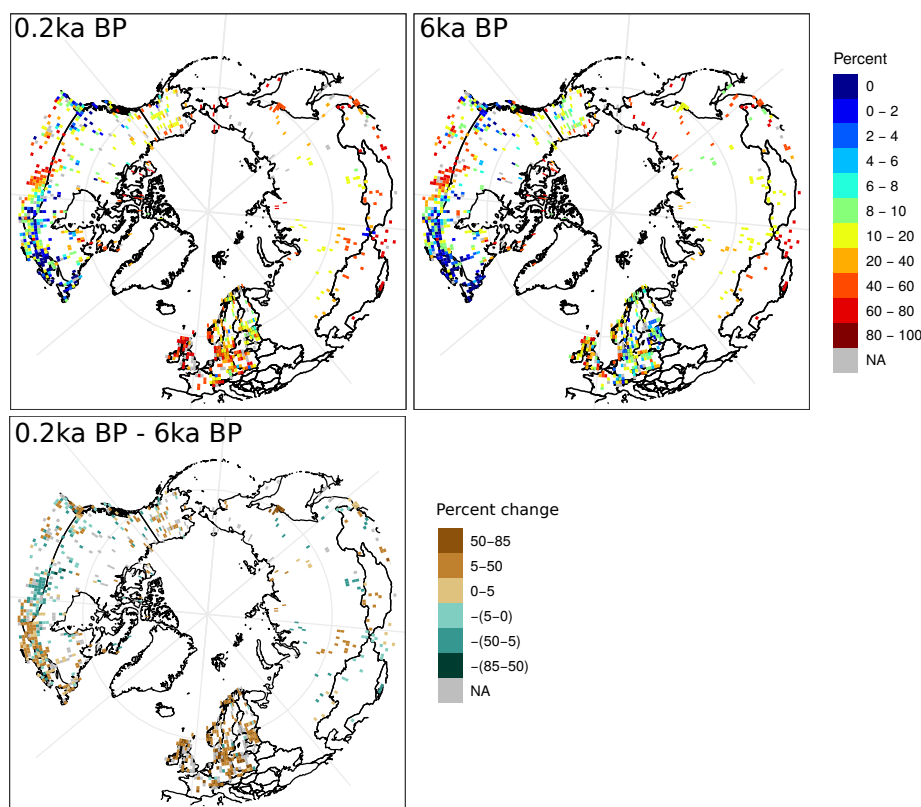 0.2ka BP
6ka BP
Percent
0
0 − 2
2 − 4
4 − 6
6 − 8
8 − 10
10 − 20
20 − 40
40 − 60
60 − 80
80 − 100
NA
0.2ka BP - 6ka BP
Percent change
50−85
5−50
0−5
−(5−0)
−(50−5)
−(85−50)
NA